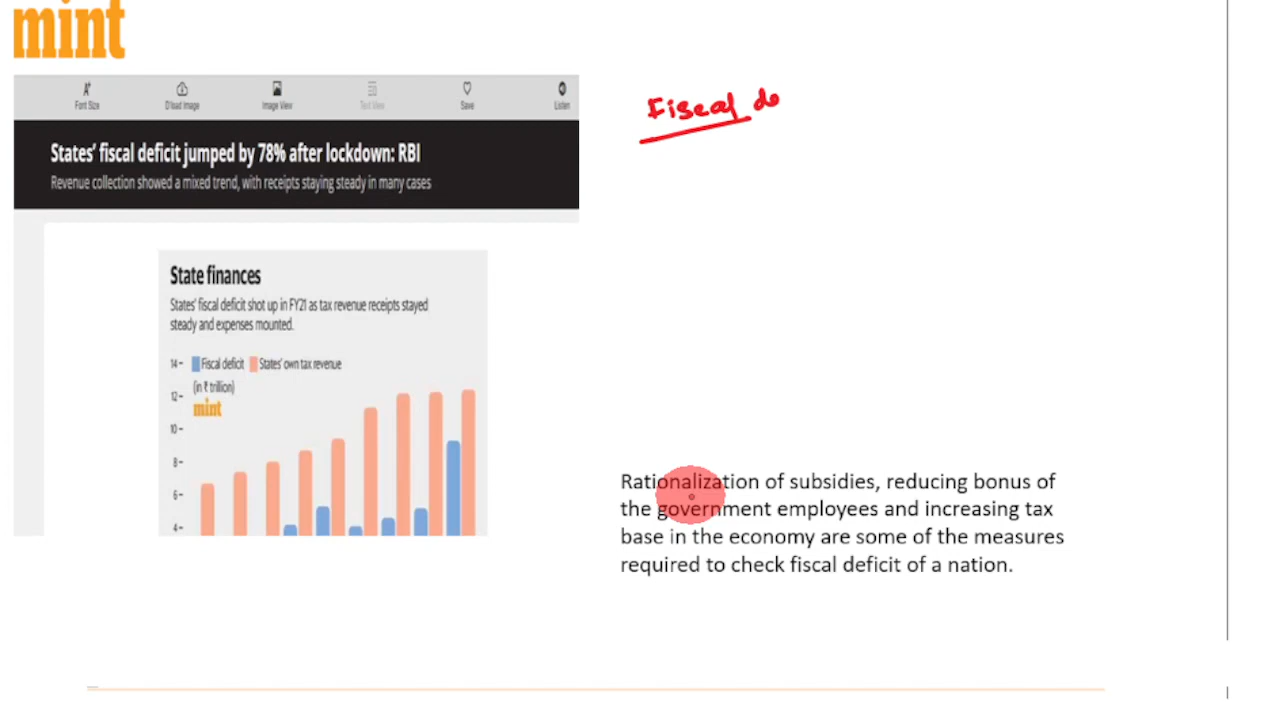 mint
Font Size
D'load Image
Image View
Text View
Save
Listen
Fiscal de
States' fiscal deficit jumped by 78% after lockdown: RBI
Revenue collection showed a mixed trend, with receipts staying steady in many cases
State finances
States' fiscal deficit shot up in FY21 as tax revenue receipts stayed
steady and expenses mounted.
14
Fiscal deficit
States' own tax revenue
(in ₹ trillion)
12
mint
10
8
6
4
Rationalization of subsidies, reducing bonus of
the government employees and increasing tax
base in the economy are some of the measures
required to check fiscal deficit of a nation.